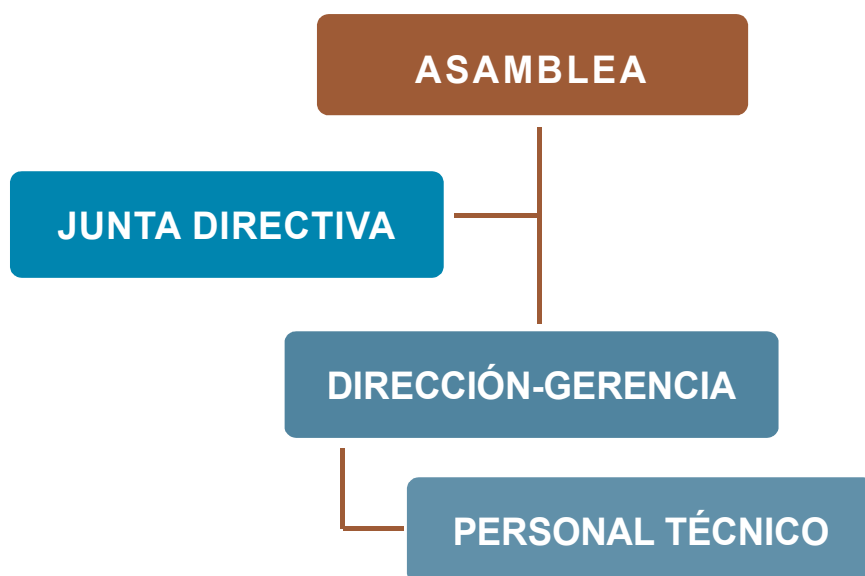 ASAMBLEA
JUNTA DIRECTIVA
DIRECCIÓN-GERENCIA
PERSONAL TÉCNICO